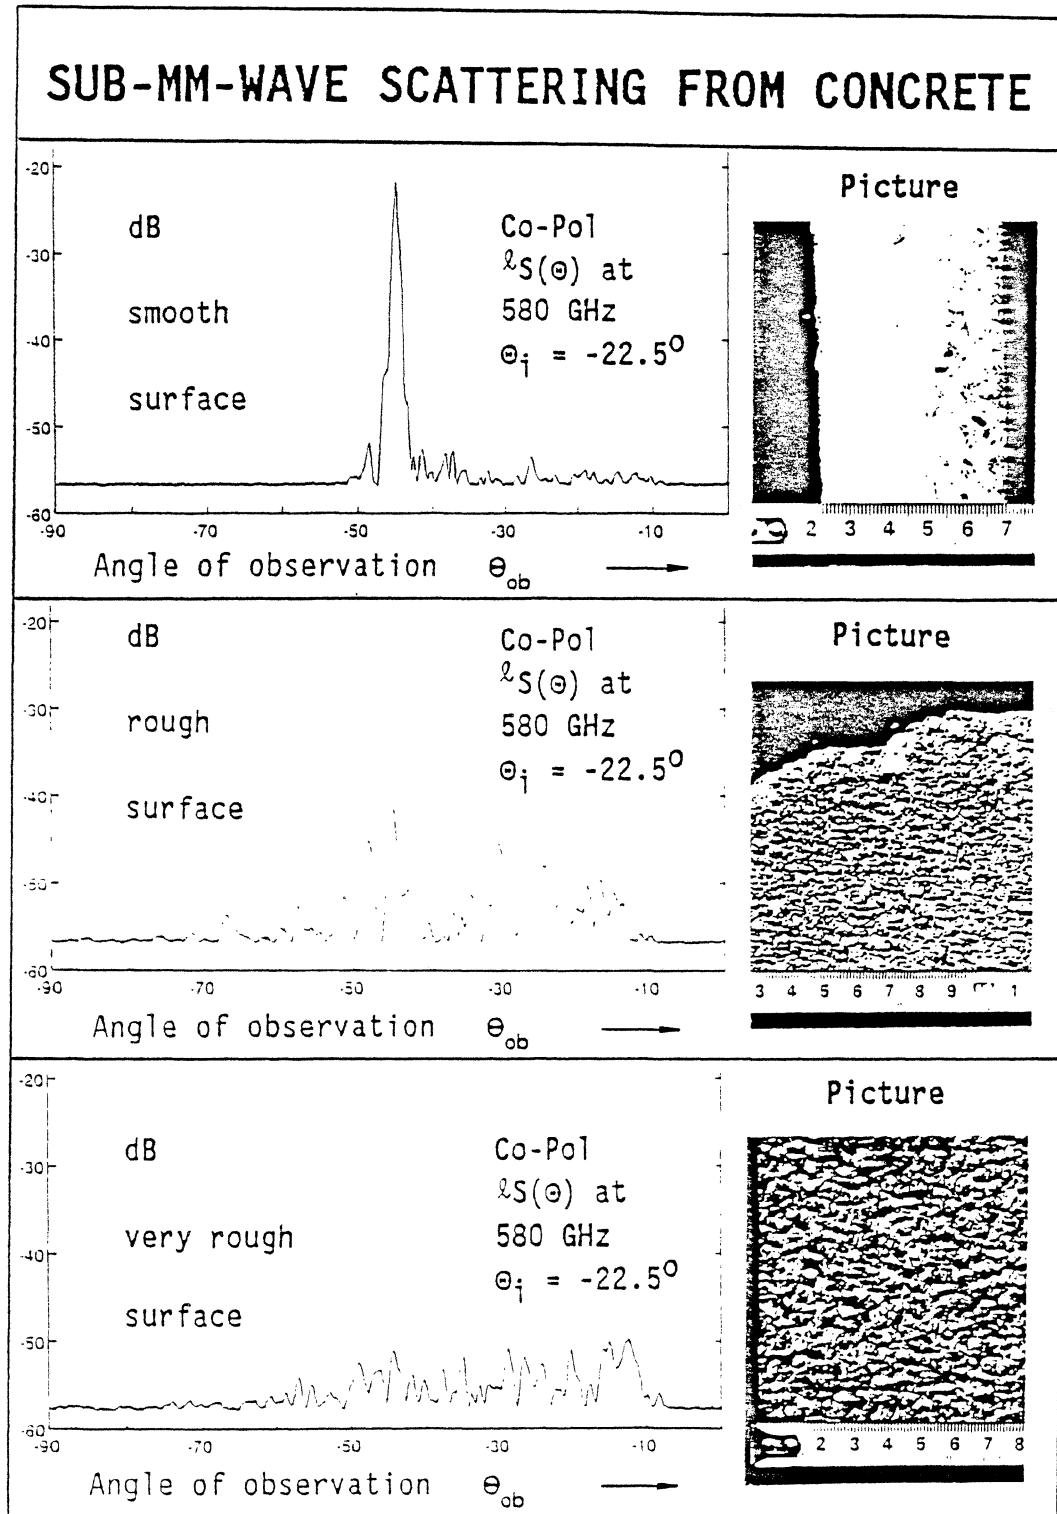 SUB-MM-WAVE SCATTERING FROM CONCRETE
-20
-30
-40
-50
-60
-90 -70 -50 -30 -10
dB
smooth
surface
Co-Pol
ℓS(Θ) at
580 GHz
Θi = -22.5⁰
Angle of observation Θob
Picture
2 3 4 5 6 7
-20
-30
-40
-50
-60
-90 -70 -50 -30 -10
dB
rough
surface
Co-Pol
ℓS(Θ) at
580 GHz
Θi = -22.5⁰
Angle of observation Θob
Picture
3 4 5 6 7 8 9 1
-20
-30
-40
-50
-60
-90 -70 -50 -30 -10
dB
very rough
surface
Co-Pol
ℓS(Θ) at
580 GHz
Θi = -22.5⁰
Angle of observation Θob
Picture
2 3 4 5 6 7 8